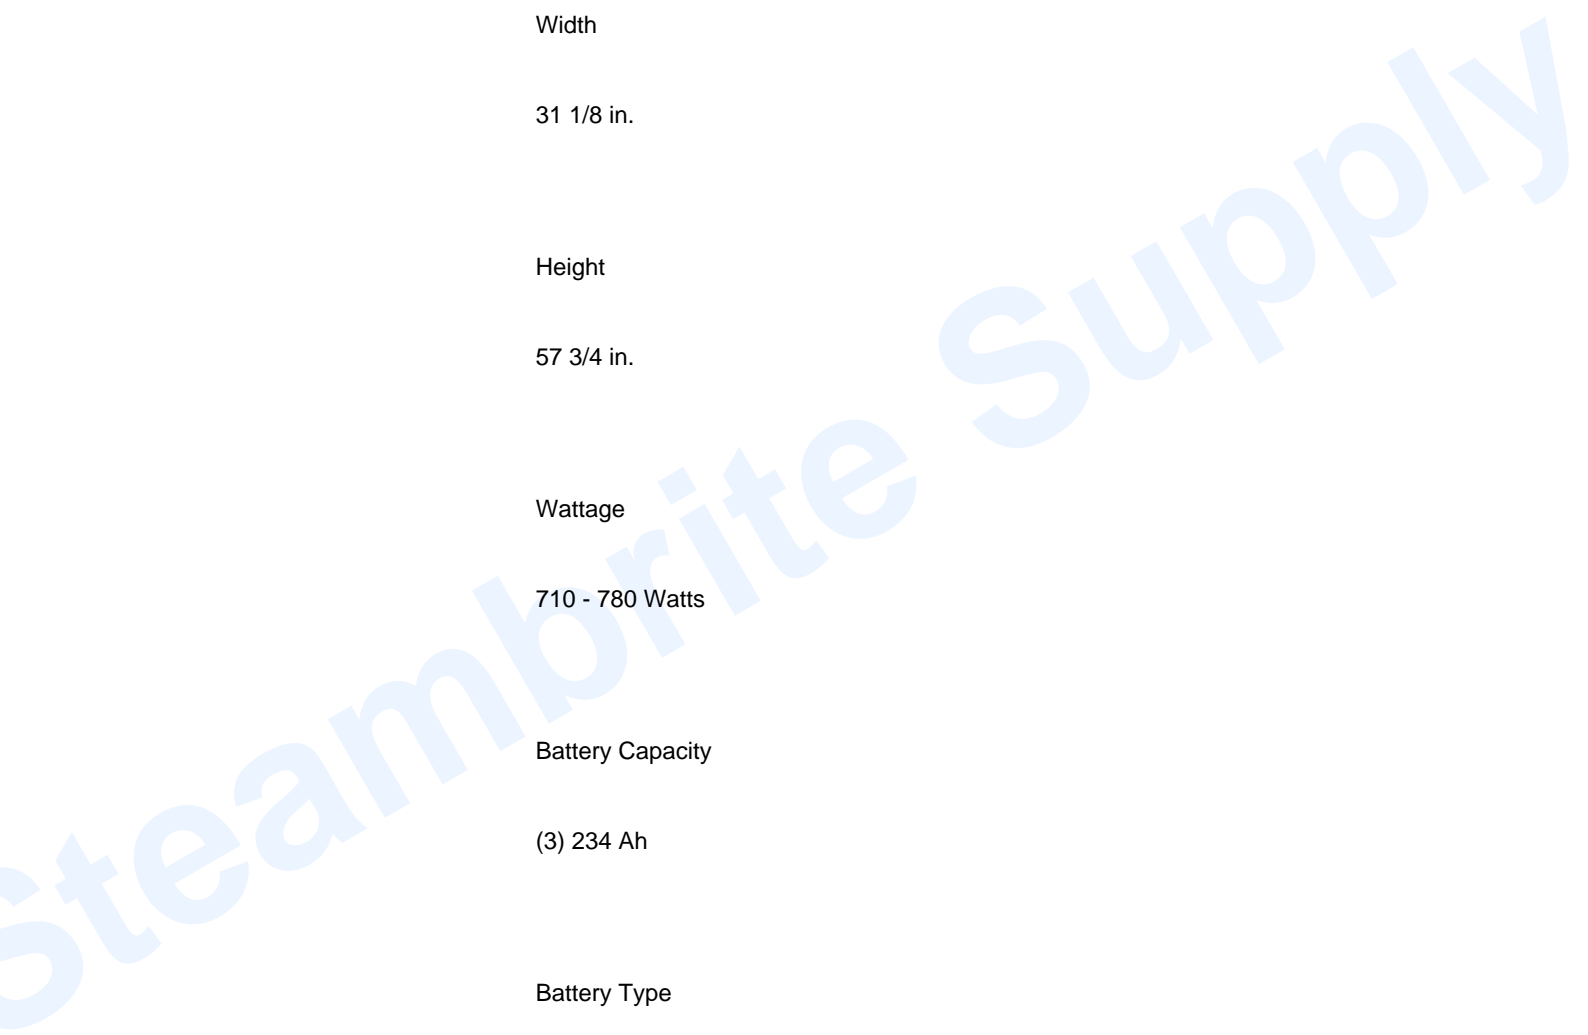 Width
31 1/8 in.
Height
57 3/4 in.
Wattage
710 - 780 Watts
Battery Capacity
(3) 234 Ah
Battery Type
Steambrite Supply